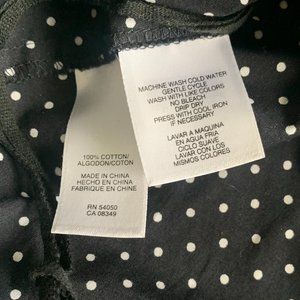 100% COTTON/
ALGODON/COTON
MADE IN CHINA
HECHO EN CHINA
FABRIQUE EN CHINE
RN 54050
CA 08349
MACHINE WASH COLD WATER
GENTLE CYCLE
WASH WITH LIKE COLORS
NO BLEACH
DRIP DRY
PRESS WITH COOL IRON
IF NECESSARY
LAVAR A MAQUINA
EN AGUA FRIA
CICLO SUAVE
LAVAR CON LOS
MISMOS COLORES